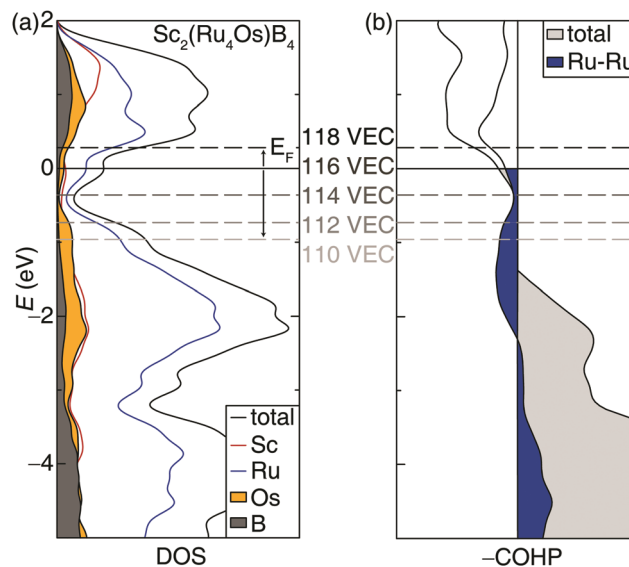 (a)
2
0
−2
−4
E (eV)
Sc₂(Ru₄Os)B₄
E_F
total
Sc
Ru
Os
B
DOS
118 VEC
116 VEC
114 VEC
112 VEC
110 VEC
(b)
total
Ru-Ru
−COHP